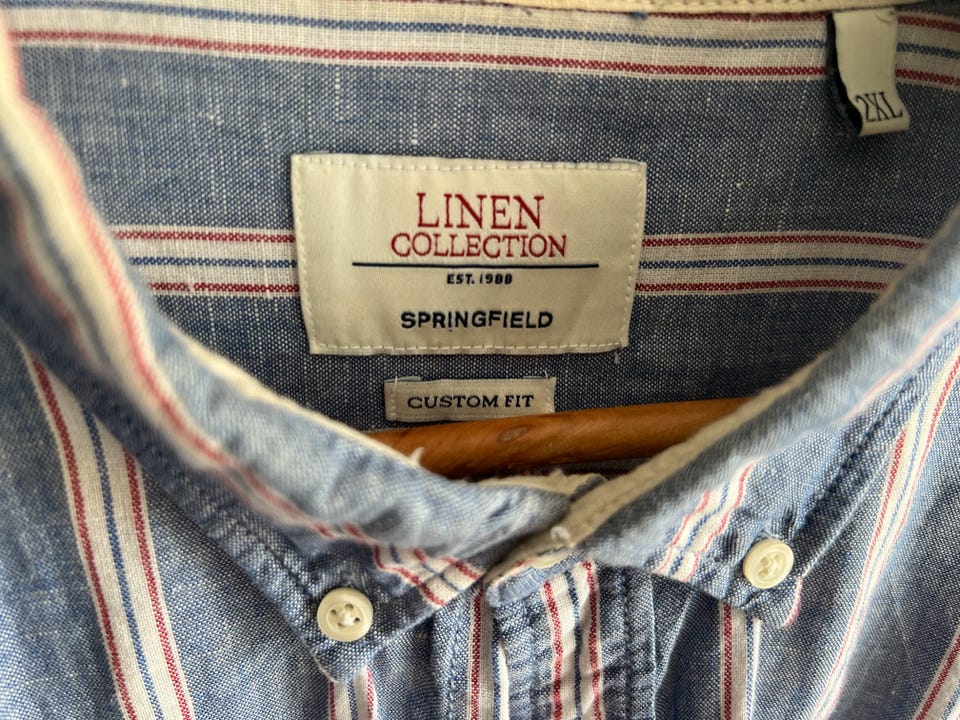 2XL
LINEN
COLLECTION
EST. 1988
SPRINGFIELD
CUSTOM FIT